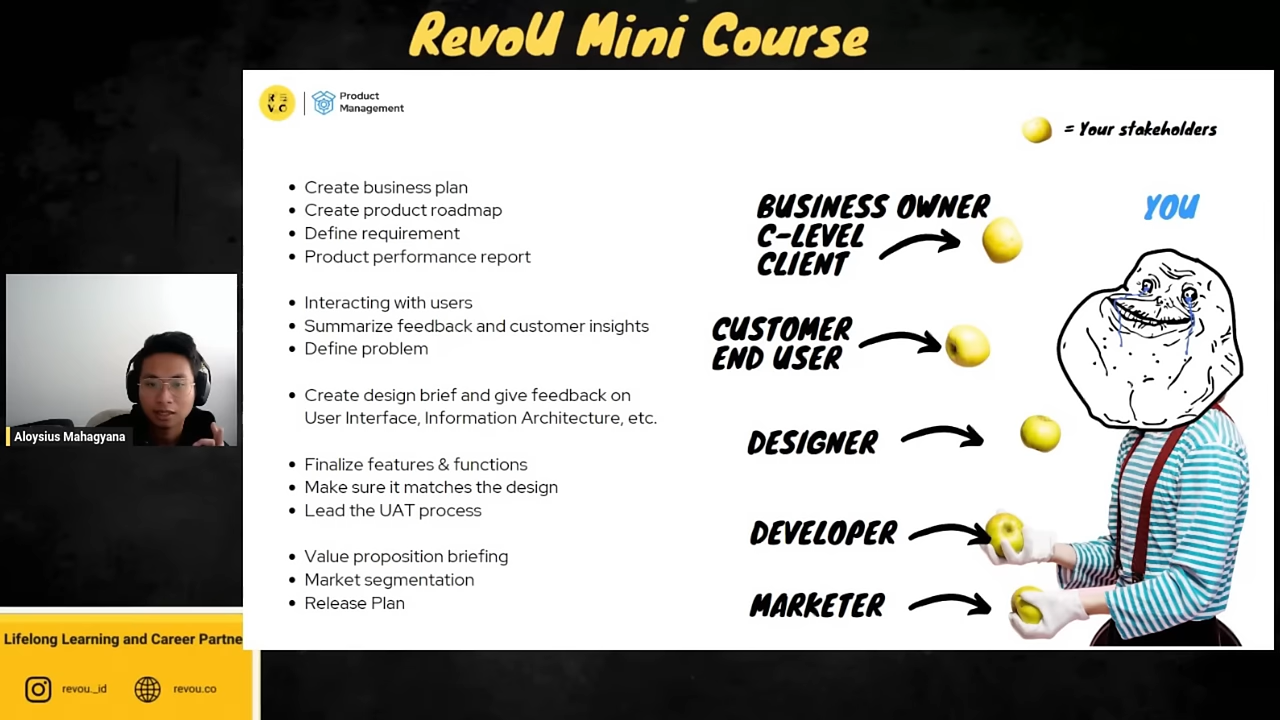 RevoU Mini Course
RE
VO
Product
Management
= Your stakeholders
Create business plan
Create product roadmap
Define requirement
Product performance report
Interacting with users
Summarize feedback and customer insights
Define problem
Create design brief and give feedback on
User Interface, Information Architecture, etc.
Finalize features & functions
Make sure it matches the design
Lead the UAT process
Value proposition briefing
Market segmentation
Release Plan
BUSINESS OWNER
C-LEVEL
CLIENT
CUSTOMER
END USER
DESIGNER
DEVELOPER
MARKETER
YOU
Aloysius Mahagyana
Lifelong Learning and Career Partne
revou_id
revou.co